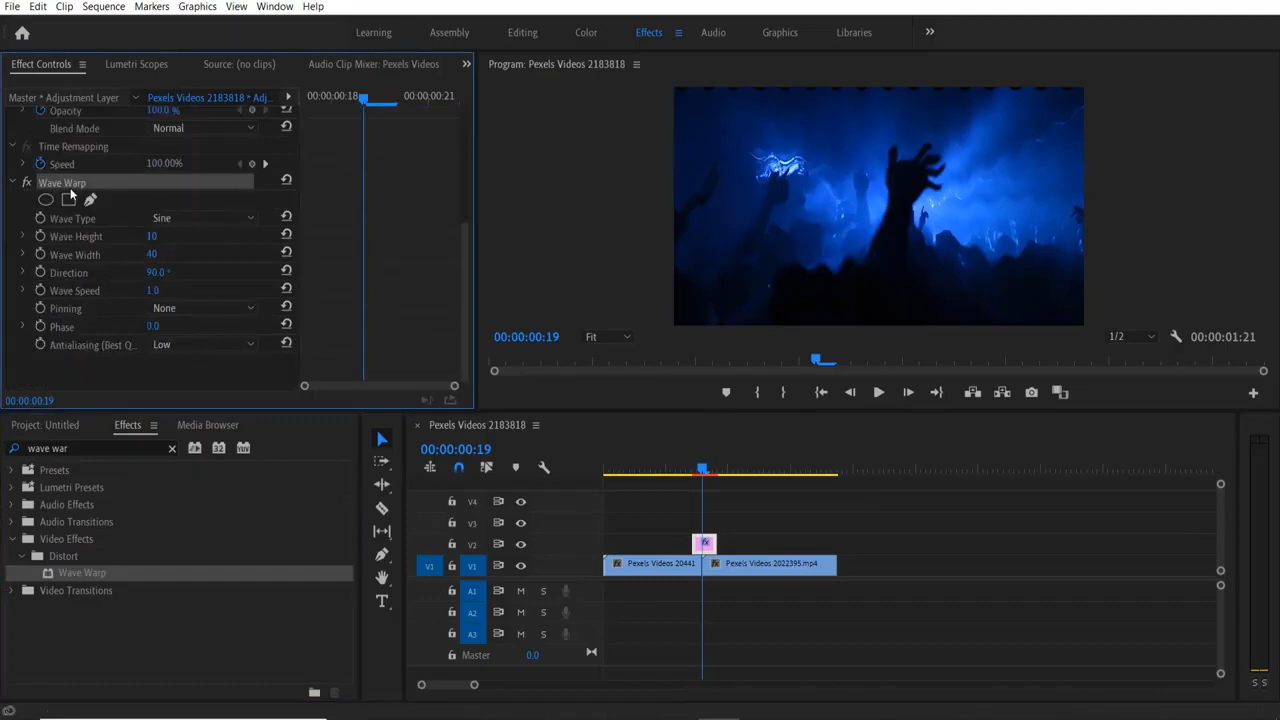 File Edit Clip Sequence Markers Graphics View Window Help
Learning Assembly Editing Color Effects Audio Graphics Libraries
Effect Controls Lumetri Scopes Source: (no clips) Audio Clip Mixer: Pexels Videos
Program: Pexels Videos 2183818
Master * Adjustment Layer Pexels Videos 2183818 * Adj...
00:00:00:18 00:00:00:21
Opacity 100.0 %
Blend Mode Normal
Time Remapping
Speed 100.00%
fx Wave Warp
Wave Type Sine
Wave Height 10
Wave Width 40
Direction 90.0 °
Wave Speed 1.0
Pinning None
Phase 0.0
Antialiasing (Best Q... Low
00:00:00:19
00:00:00:19 Fit 1/2 00:00:01:21
Project: Untitled Effects Media Browser
wave war
Presets
Lumetri Presets
Audio Effects
Audio Transitions
Video Effects
Distort
Wave Warp
Video Transitions
Pexels Videos 2183818
00:00:00:19
V4
V3
V2 fx
V1 V1 fx Pexels Videos 20441 fx Pexels Videos 2022395.mp4
A1 M S
A2 M S
A3 M S
Master 0.0
S S